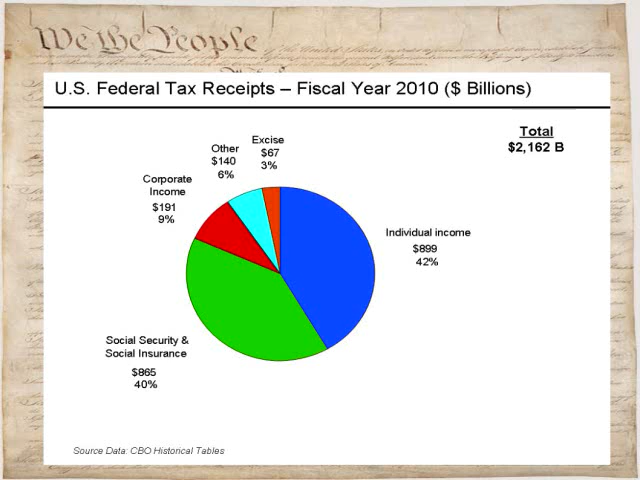 We the People
U.S. Federal Tax Receipts – Fiscal Year 2010 ($ Billions)
Total
$2,162 B
Excise
$67
3%
Other
$140
6%
Corporate
Income
$191
9%
Individual income
$899
42%
Social Security &
Social Insurance
$865
40%
Source Data: CBO Historical Tables